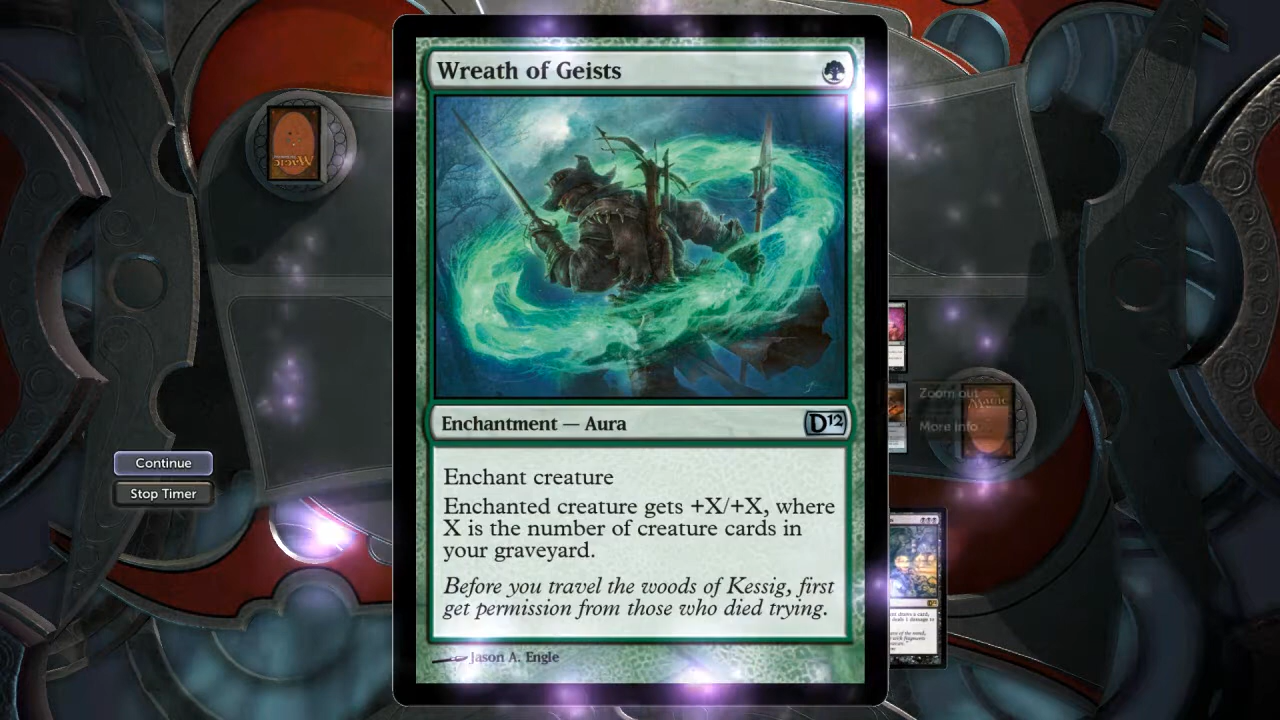 Wreath of Geists
Magic
Enchantment — Aura
D12
Enchant creature
Enchanted creature gets +X/+X, where
X is the number of creature cards in
your graveyard.
Before you travel the woods of Kessig, first
get permission from those who died trying.
Jason A. Engle
Continue
Stop Timer
Zoom out
Magic
More info